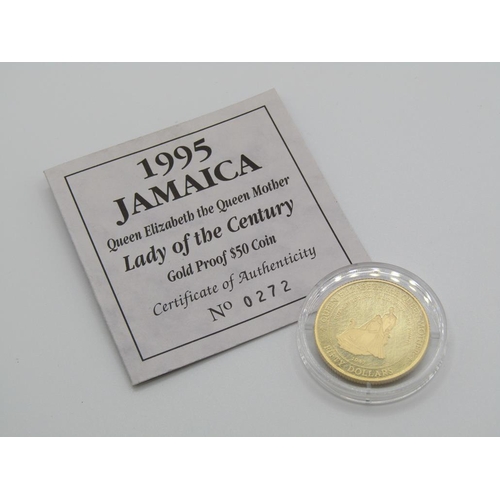 1995
JAMAICA
Queen Elizabeth the Queen Mother
Lady of the Century
Gold Proof $50 Coin
Certificate of Authenticity
No 0272
FIFTY DOLLARS